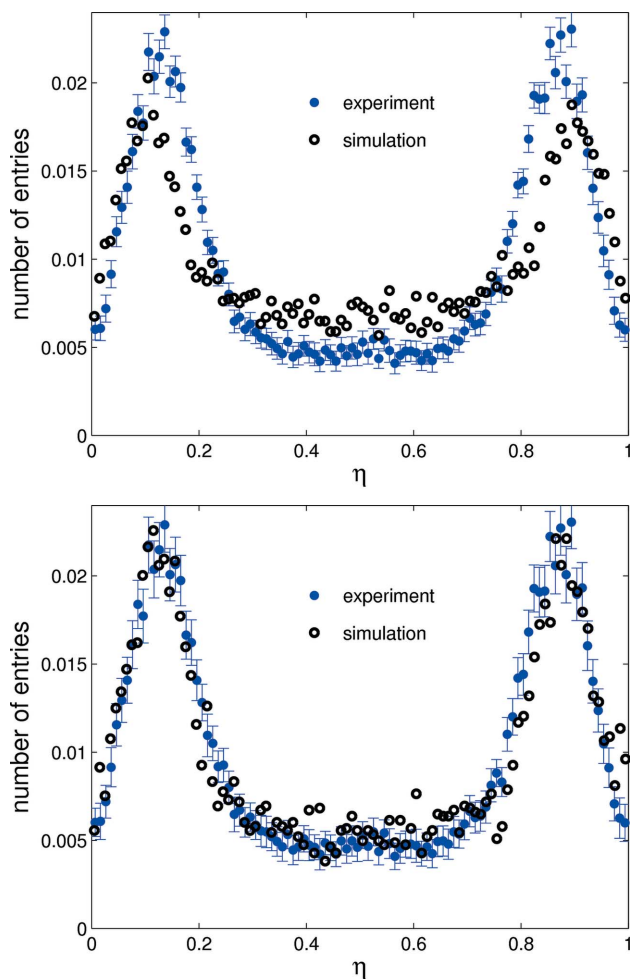 0.02
0.015
0.01
0.005
0
number of entries
experiment
simulation
0 0.2 0.4 0.6 0.8 1
η
0.02
0.015
0.01
0.005
0
number of entries
experiment
simulation
0 0.2 0.4 0.6 0.8 1
η